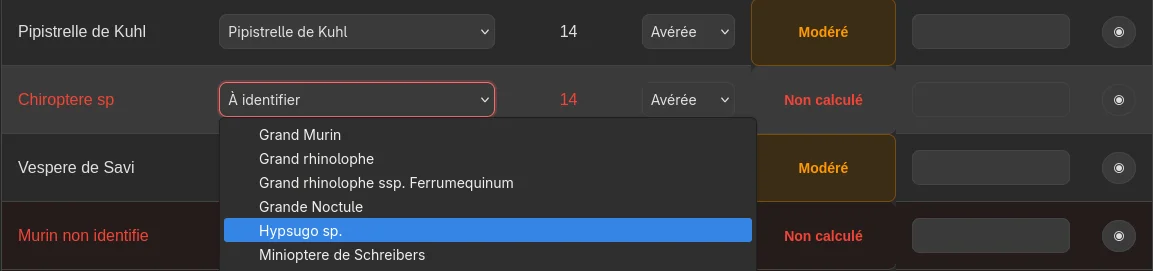 Pipistrelle de Kuhl Pipistrelle de Kuhl 14 Avérée Modéré
Chiroptere sp À identifier 14 Avérée Non calculé
Grand Murin
Grand rhinolophe
Vespere de Savi Modéré
Grand rhinolophe ssp. Ferrumequinum
Grande Noctule
Hypsugo sp.
Murin non identifie Non calculé
Minioptere de Schreibers